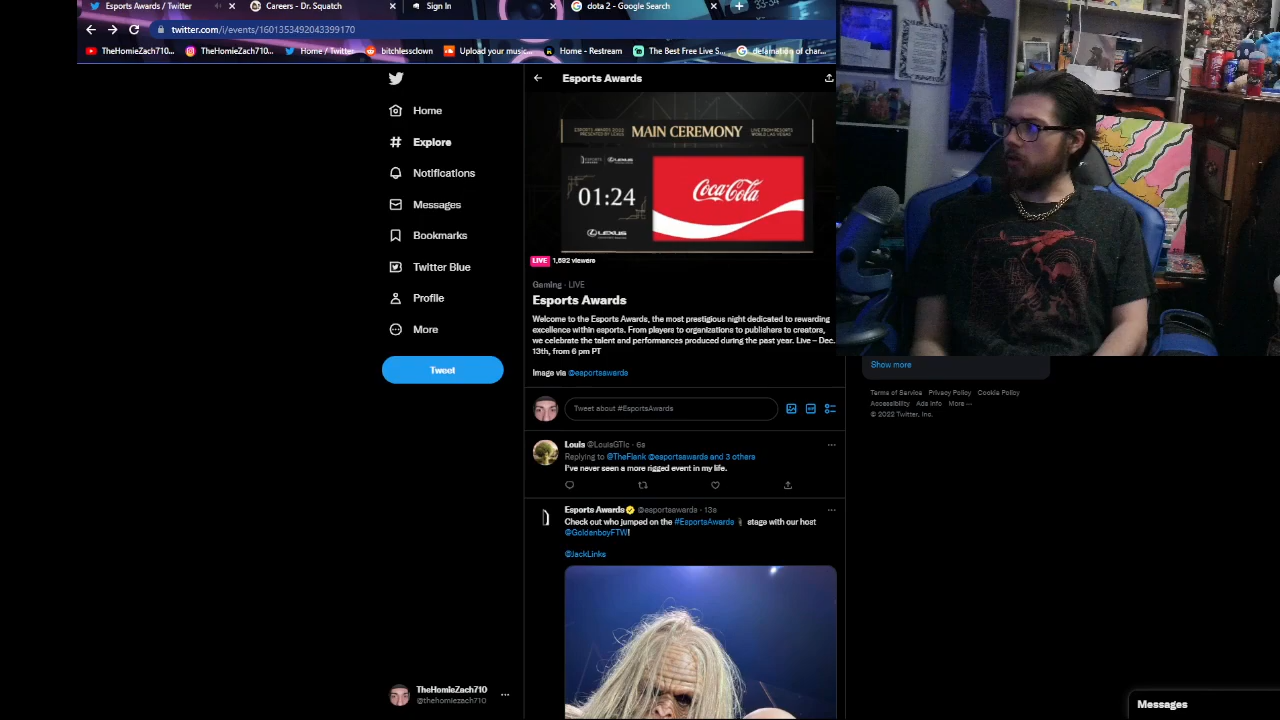 Esports Awards / Twitter
Careers - Dr. Squatch
Sign In
dota 2 - Google Search
twitter.com/i/events/1601353492043399170
TheHomieZach710...
TheHomieZach710...
Home / Twitter
bitchlessclown
Upload your music...
Home - Restream
The Best Free Live S...
defamation of char...
Home
Explore
Notifications
Messages
Bookmarks
Twitter Blue
Profile
More
Tweet
TheHomieZach710
@thehomiezach710
Esports Awards
MAIN CEREMONY
01:24
LEXUS
Coca-Cola
LIVE 1,692 viewers
Gaming · LIVE
Esports Awards
Welcome to the Esports Awards, the most prestigious night dedicated to rewarding
excellence within esports. From players to organizations to publishers to creators,
we celebrate the talent and performances produced during the past year. Live – Dec.
13th, from 6 pm PT
Image via @esportsawards
Tweet about #EsportsAwards
Louis @LouisGTIc · 6s
Replying to @TheFlank @esportsawards and 3 others
I've never seen a more rigged event in my life.
Esports Awards @esportsawards · 13s
Check out who jumped on the #EsportsAwards stage with our host
@GoldenboyFTW!
@JackLinks
Show more
Terms of Service Privacy Policy Cookie Policy
Accessibility Ads info More ···
© 2022 Twitter, Inc.
Messages